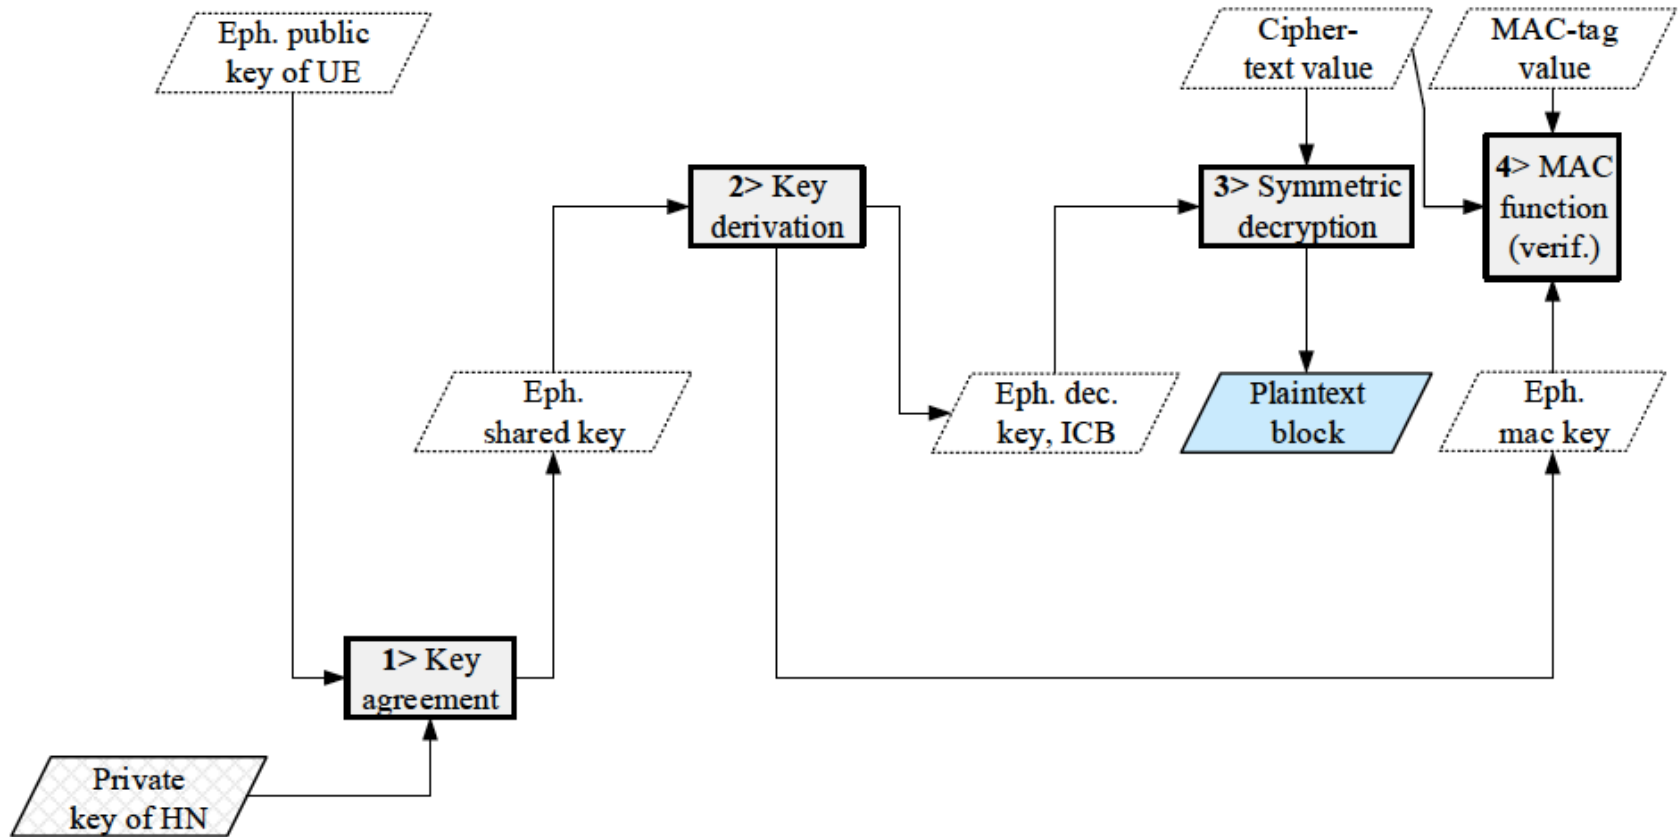 Eph. public
key of UE
Cipher-
text value
MAC-tag
value
2> Key
derivation
3> Symmetric
decryption
4> MAC
function
(verif.)
Eph.
shared key
Eph. dec.
key, ICB
Plaintext
block
Eph.
mac key
1> Key
agreement
Private
key of HN